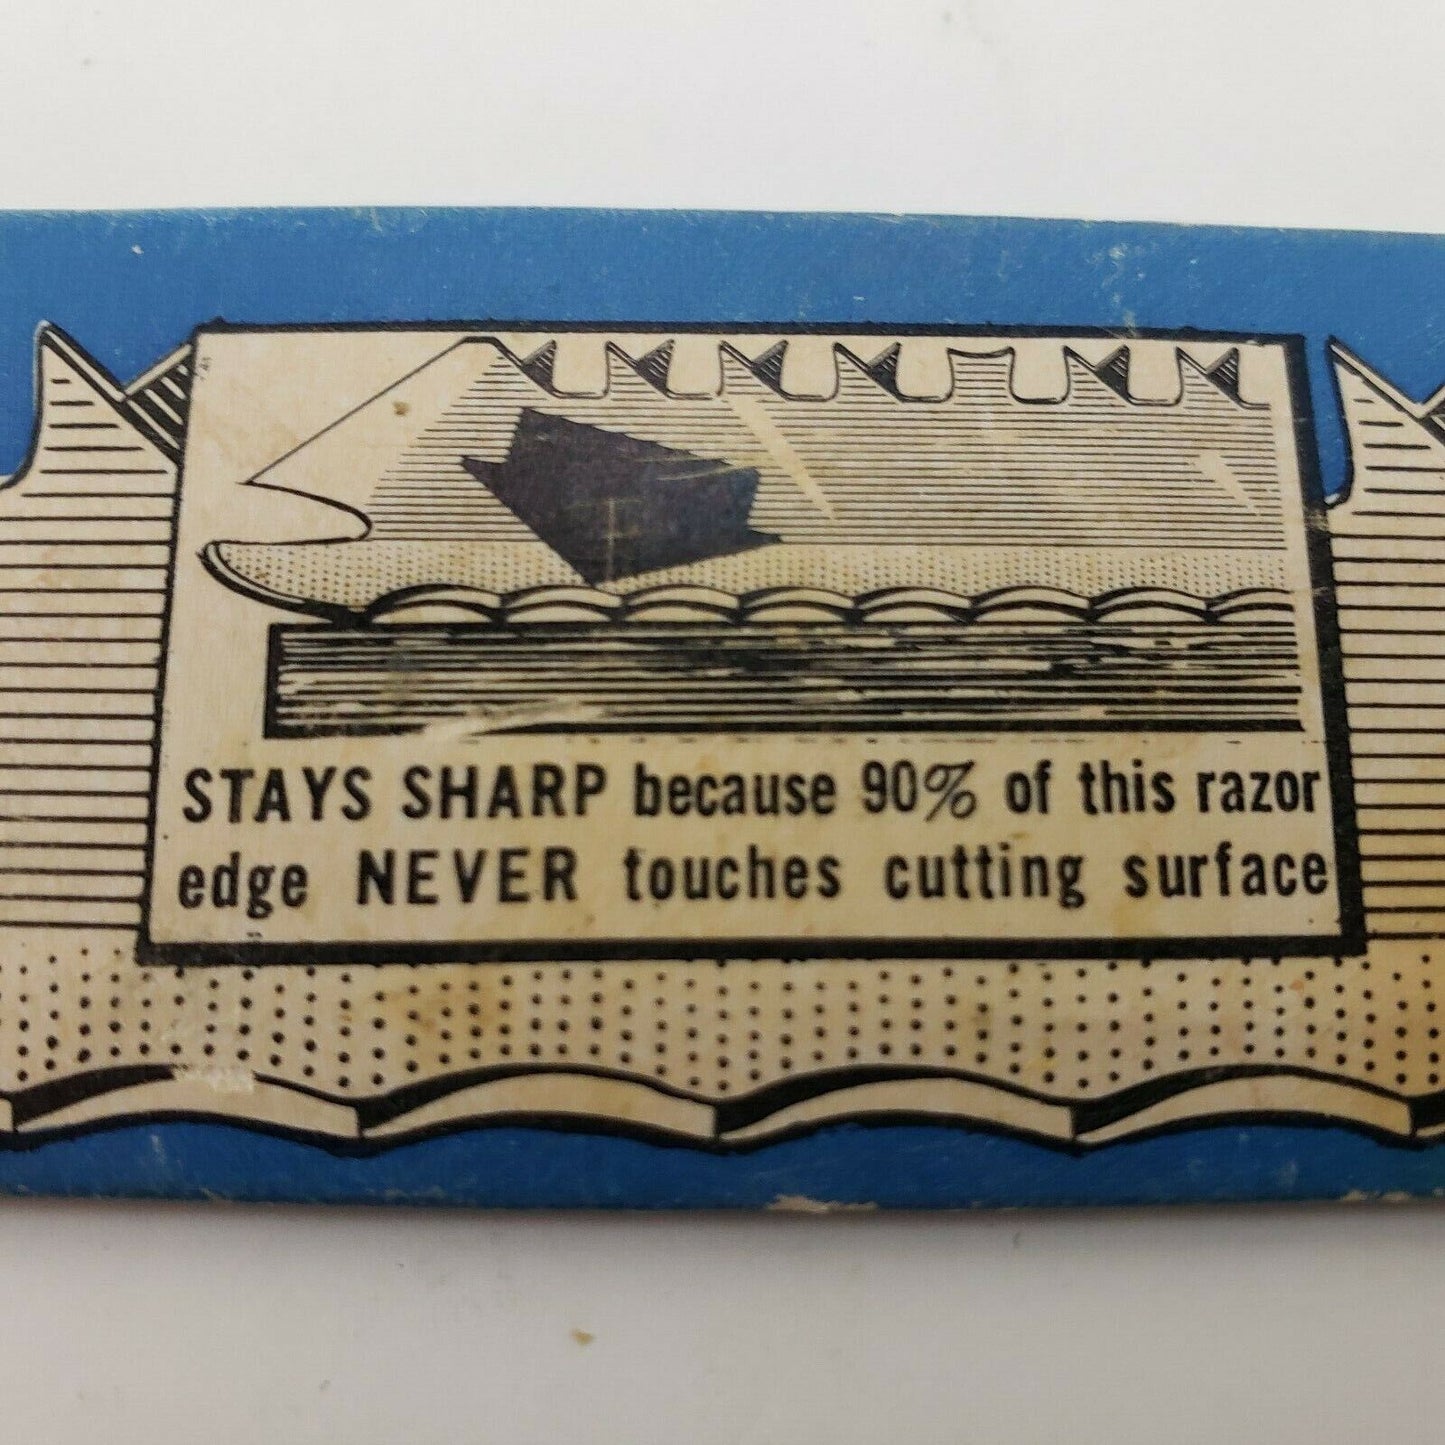 STAYS SHARP because 90% of this razor
edge NEVER touches cutting surface